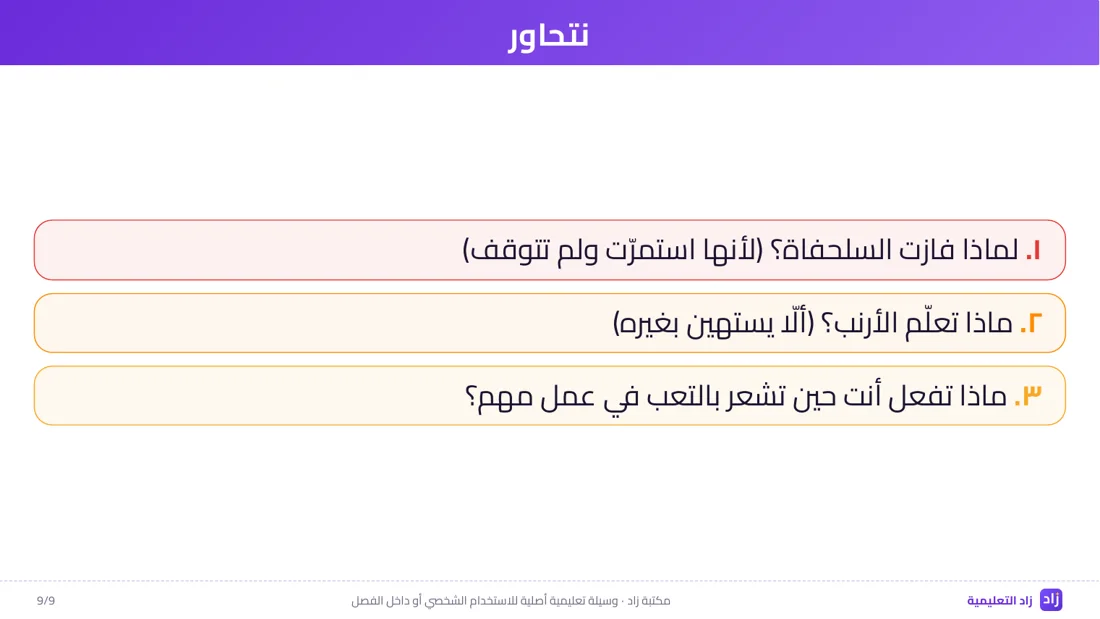 نتحاور
١. لماذا فازت السلحفاة؟ (لأنها استمرّت ولم تتوقف)
٢. ماذا تعلّم الأرنب؟ (ألّا يستهين بغيره)
٣. ماذا تفعل أنت حين تشعر بالتعب في عمل مهم؟
زاد زاد التعليمية
مكتبة زاد · وسيلة تعليمية أصلية للاستخدام الشخصي أو داخل الفصل
9/9